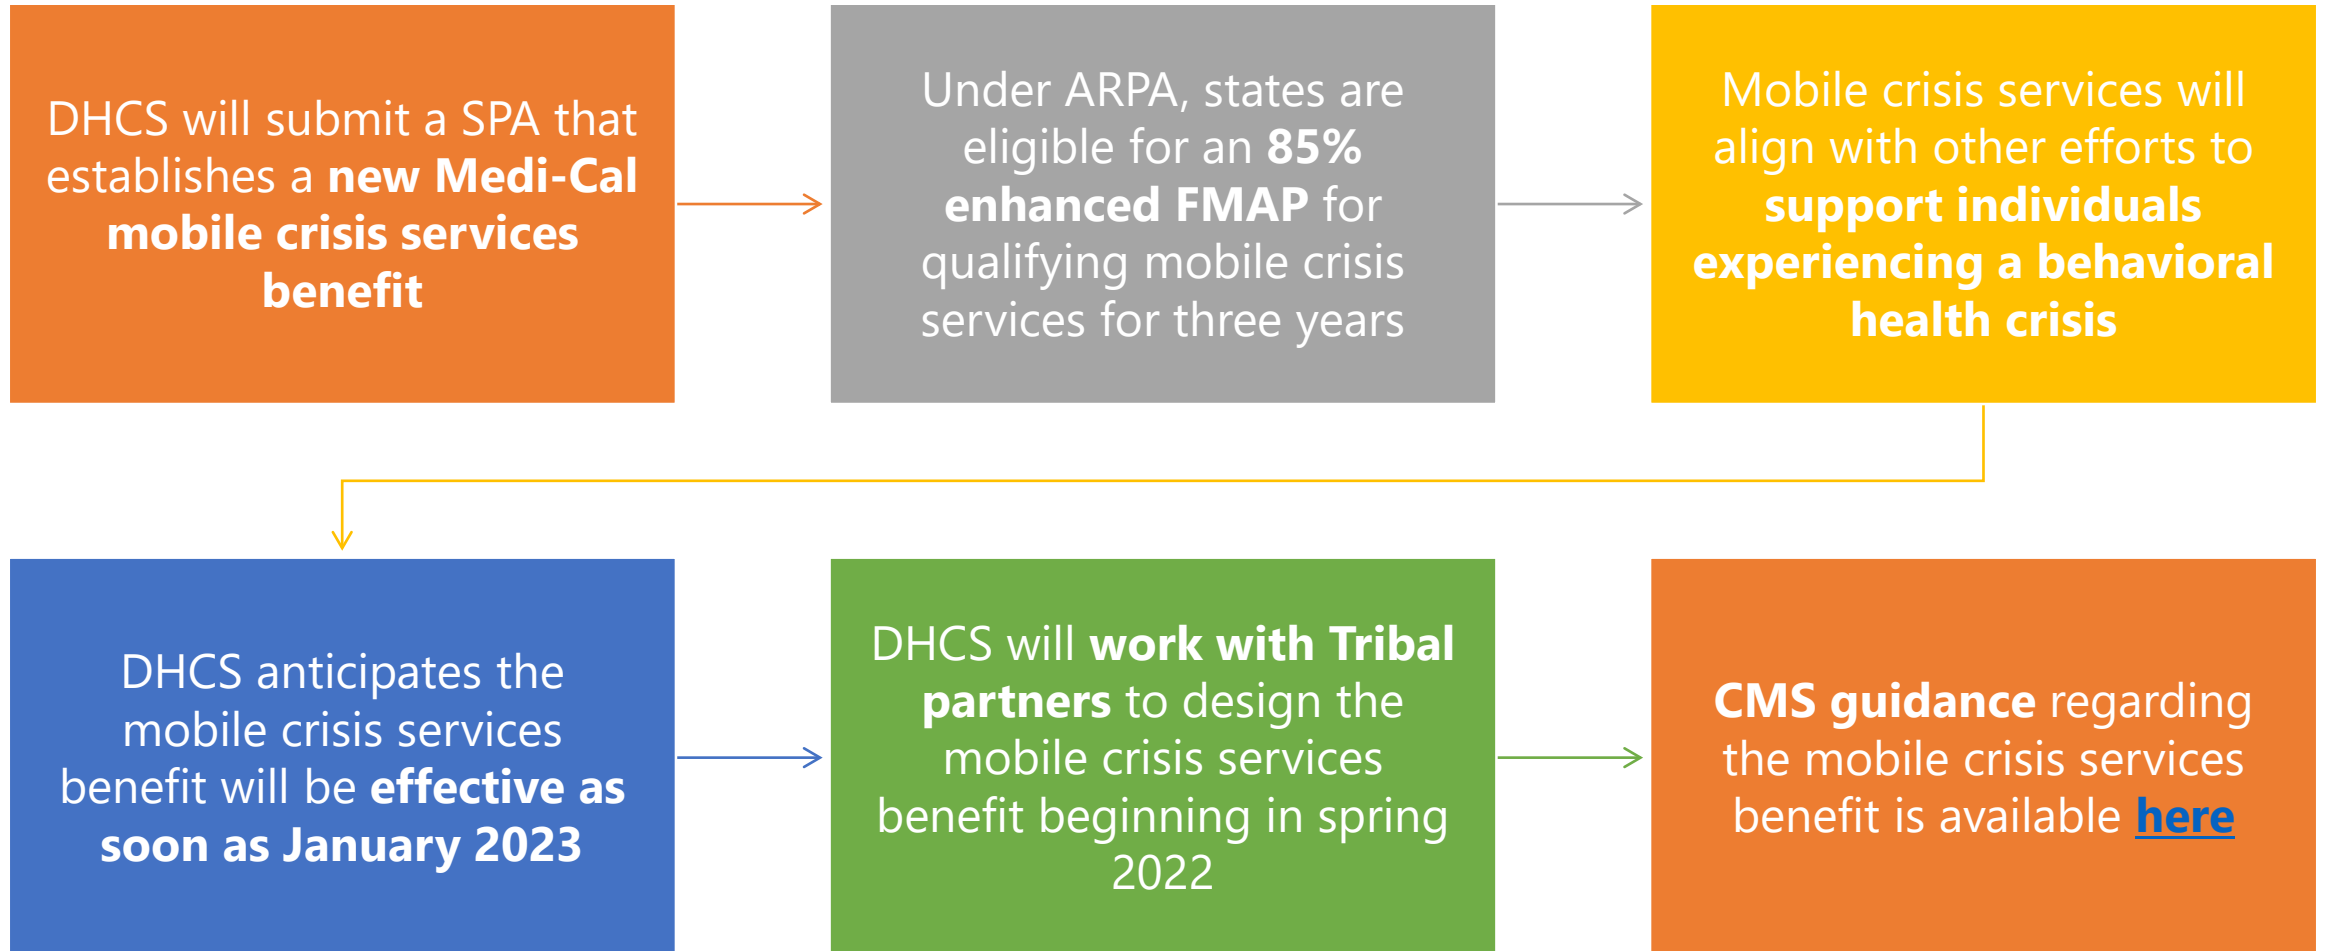 DHCS will submit a SPA that
establishes a new Medi-Cal
mobile crisis services
benefit
Under ARPA, states are
eligible for an 85%
enhanced FMAP for
qualifying mobile crisis
services for three years
Mobile crisis services will
align with other efforts to
support individuals
experiencing a behavioral
health crisis
DHCS anticipates the
mobile crisis services
benefit will be effective as
soon as January 2023
DHCS will work with Tribal
partners to design the
mobile crisis services
benefit beginning in spring
2022
CMS guidance regarding
the mobile crisis services
benefit is available here